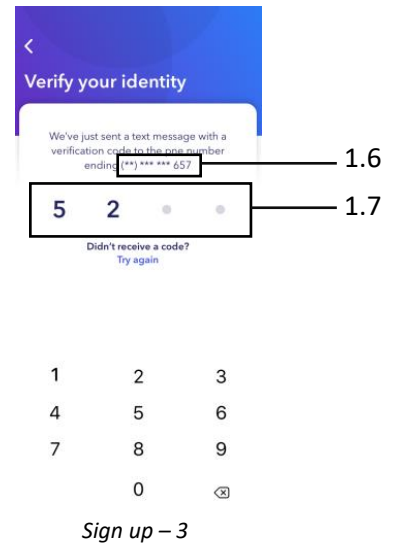 Verify your identity
We've just sent a text message with a
verification code to the pne number
ending (**) *** *** 657
1.6
5 2
1.7
Didn't receive a code?
Try again
1 2 3
4 5 6
7 8 9
0
Sign up – 3